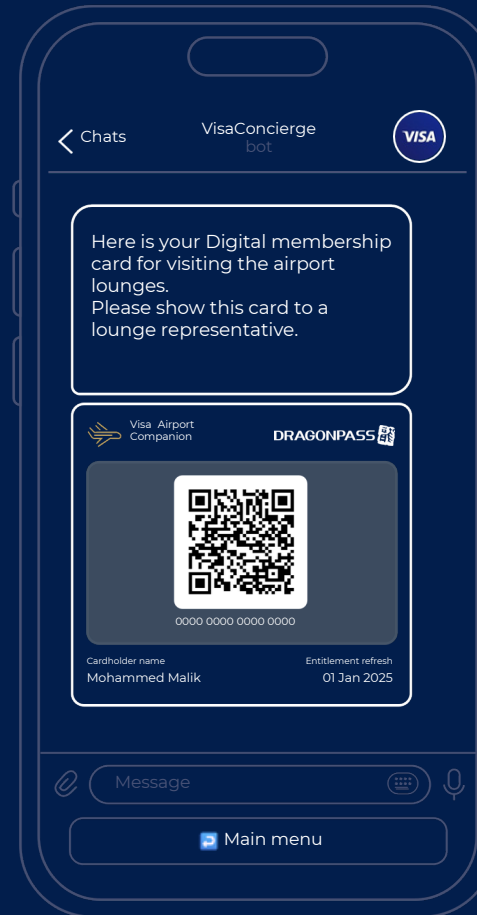 Chats
VisaConcierge
bot
VISA
Here is your Digital membership
card for visiting the airport
lounges.
Please show this card to a
lounge representative.
Visa Airport
Companion
DRAGONPASS
0000 0000 0000 0000
Cardholder name
Entitlement refresh
Mohammed Malik
01 Jan 2025
Message
Main menu